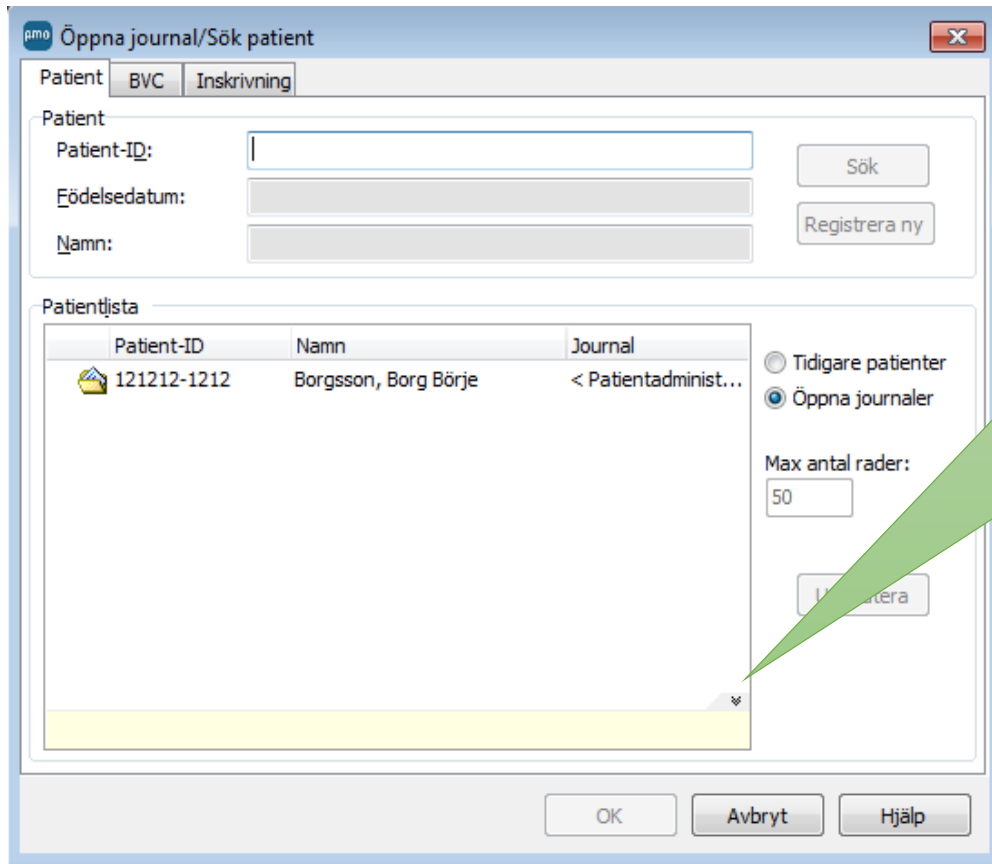 pmo Öppna journal/Sök patient
Patient BVC Inskrivning
Patient
Patient-ID:
Sök
Födelsedatum:
Registrera ny
Namn:
Patientlista
Patient-ID Namn Journal
121212-1212 Borgsson, Borg Börje < Patientadminist...
Tidigare patienter
Öppna journaler
Max antal rader:
50
OK Avbryt Hjälp